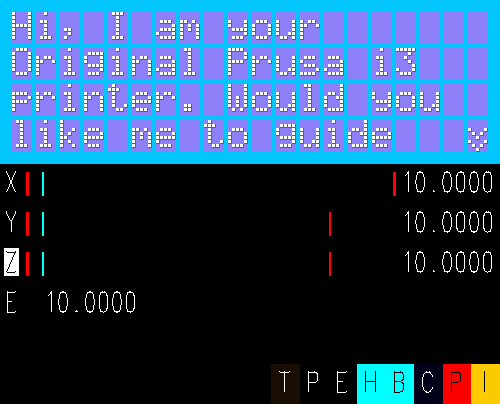 Hi, I am your
Original Prusa i3
printer. Would you
like me to guide v
X 10.0000
Y 10.0000
Z 10.0000
E 10.0000
T P E H B C P I